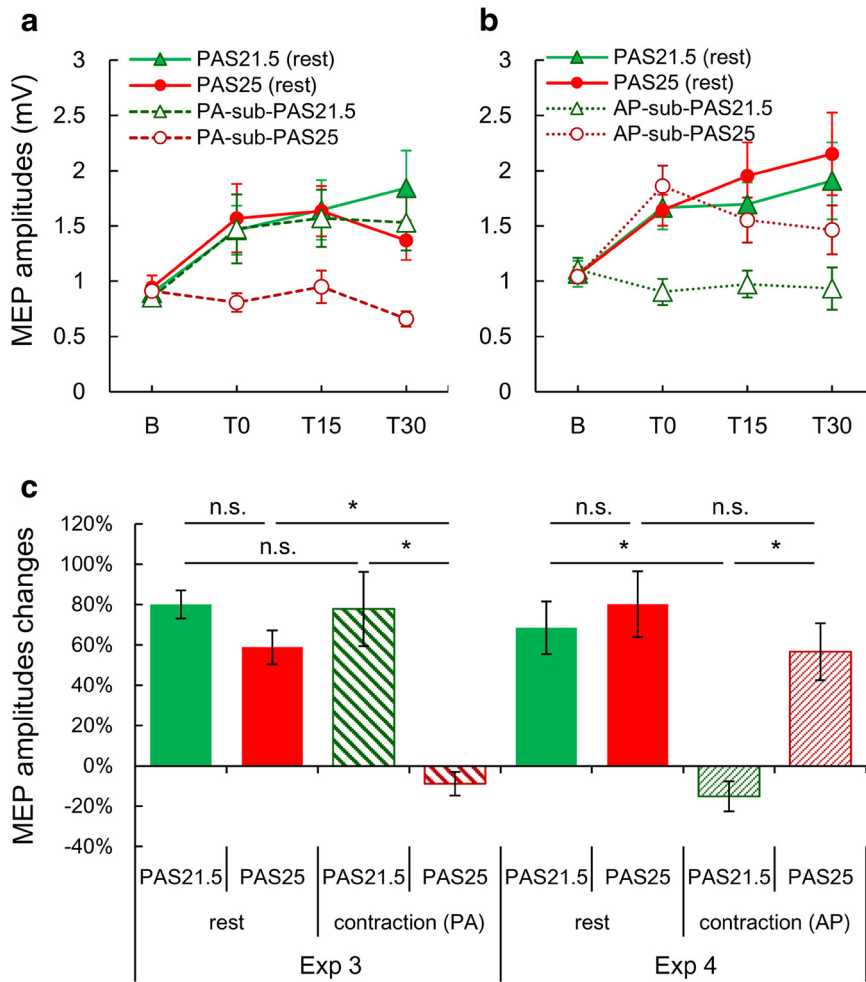 a
PAS21.5 (rest)
PAS25 (rest)
PA-sub-PAS21.5
PA-sub-PAS25
MEP amplitudes (mV)
3
2.5
2
1.5
1
0.5
0
B T0 T15 T30
b
PAS21.5 (rest)
PAS25 (rest)
AP-sub-PAS21.5
AP-sub-PAS25
3
2.5
2
1.5
1
0.5
0
B T0 T15 T30
c
MEP amplitudes changes
120%
100%
80%
60%
40%
20%
0%
-20%
-40%
n.s. * n.s. n.s.
n.s. * * *
PAS21.5 PAS25 PAS21.5 PAS25 PAS21.5 PAS25 PAS21.5 PAS25
rest contraction (PA) rest contraction (AP)
Exp 3 Exp 4